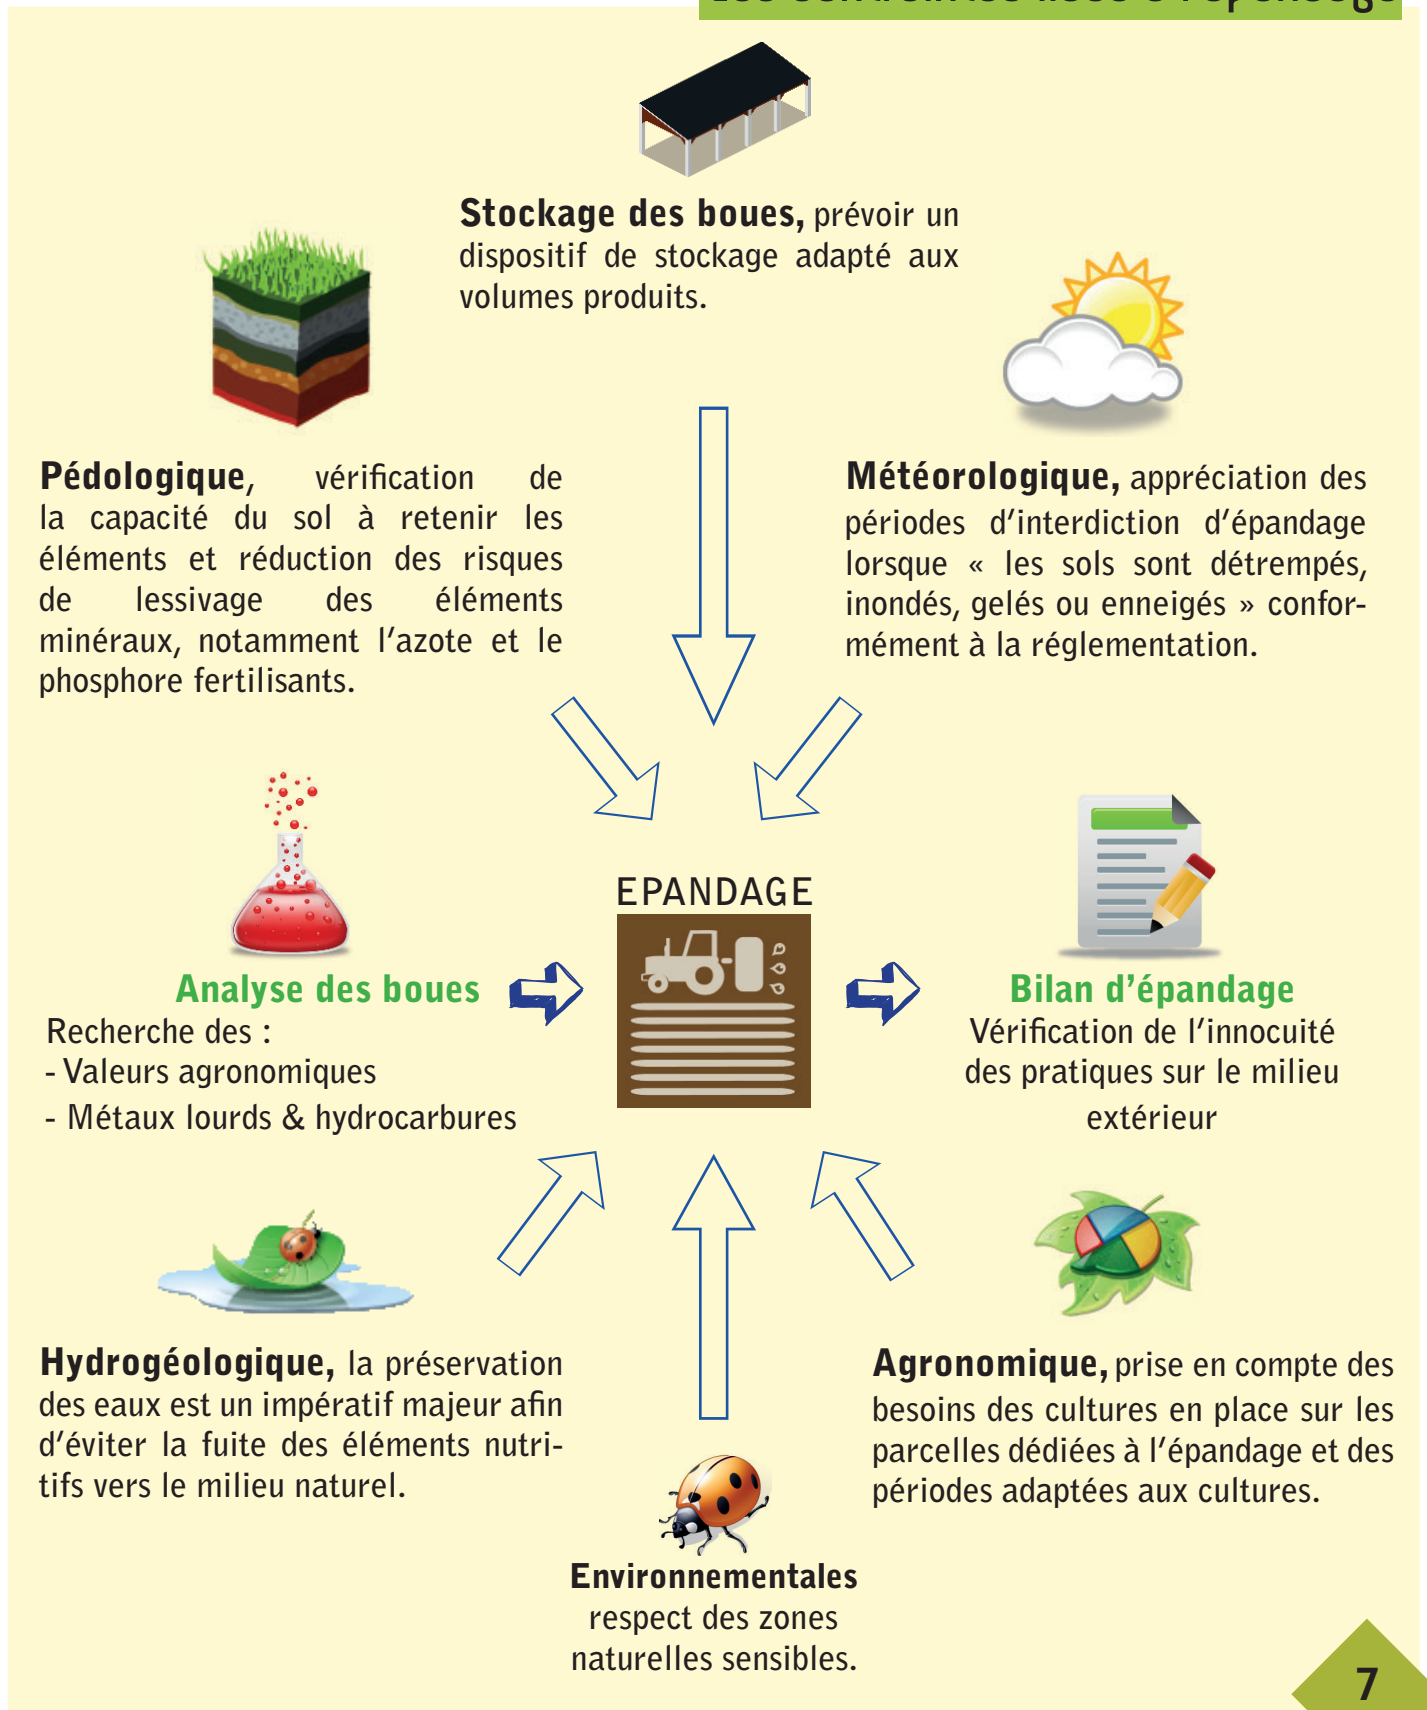 Stockage des boues, prévoir un
dispositif de stockage adapté aux
volumes produits.
Pédologique, vérification de
la capacité du sol à retenir les
éléments et réduction des risques
de lessivage des éléments
minéraux, notamment l'azote et le
phosphore fertilisants.
Météorologique, appréciation des
périodes d'interdiction d'épandage
lorsque « les sols sont détrempés,
inondés, gelés ou enneigés » confor-
mément à la réglementation.
EPANDAGE
Analyse des boues
Recherche des :
- Valeurs agronomiques
- Métaux lourds & hydrocarbures
Bilan d'épandage
Vérification de l'innocuité
des pratiques sur le milieu
extérieur
Hydrogéologique, la préservation
des eaux est un impératif majeur afin
d'éviter la fuite des éléments nutri-
tifs vers le milieu naturel.
Agronomique, prise en compte des
besoins des cultures en place sur les
parcelles dédiées à l'épandage et des
périodes adaptées aux cultures.
Environnementales
respect des zones
naturelles sensibles.
7